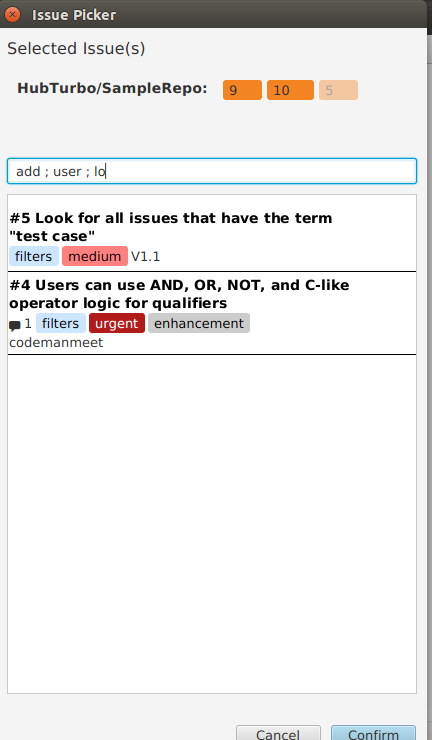 Issue Picker
Selected Issue(s)
HubTurbo/SampleRepo: 9 10 5
add ; user ; lo
#5 Look for all issues that have the term
"test case"
filters medium V1.1
#4 Users can use AND, OR, NOT, and C-like
operator logic for qualifiers
1 filters urgent enhancement
codemanmeet
Cancel Confirm